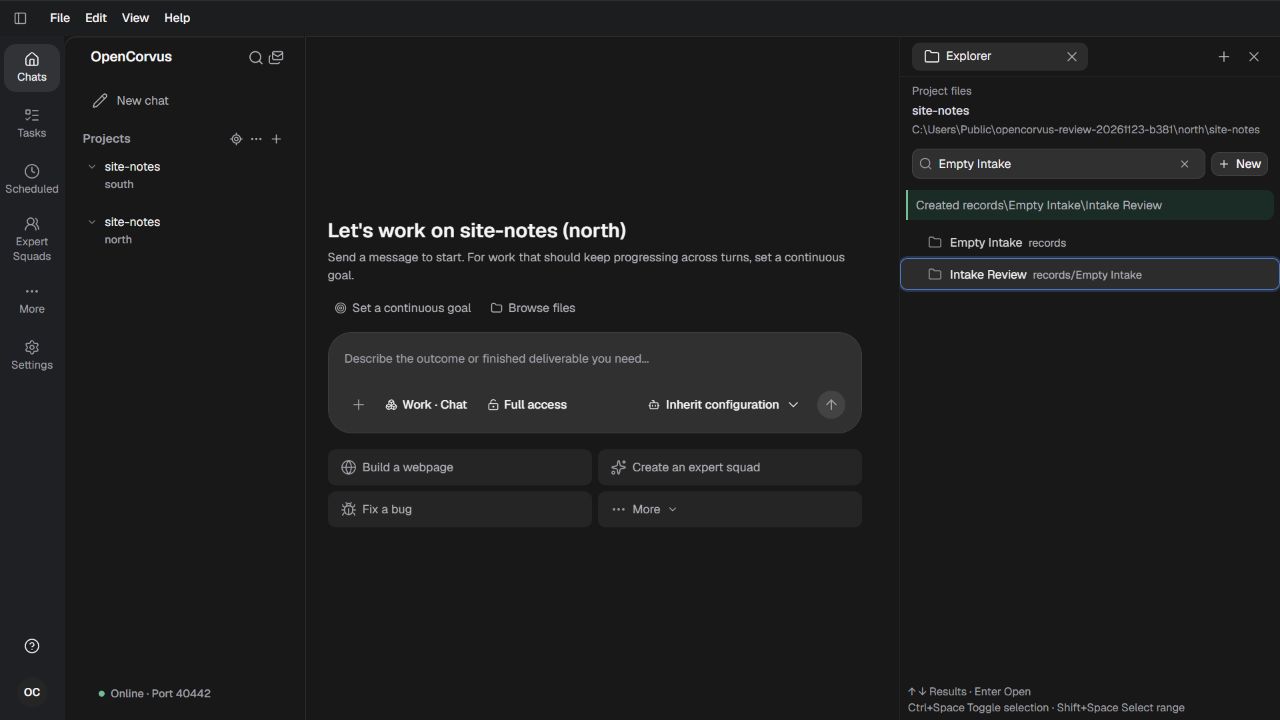 File Edit View Help
Chats
Tasks
Scheduled
Expert
Squads
More
Settings
OC
OpenCorvus
New chat
Projects
site-notes
south
site-notes
north
Online · Port 40442
Let's work on site-notes (north)
Send a message to start. For work that should keep progressing across turns, set a continuous
goal.
Set a continuous goal Browse files
Describe the outcome or finished deliverable you need...
Work · Chat Full access Inherit configuration
Build a webpage Create an expert squad
Fix a bug More
Explorer
Project files
site-notes
C:\Users\Public\opencorvus-review-20261123-b381\north\site-notes
Empty Intake New
Created records\Empty Intake\Intake Review
Empty Intake records
Intake Review records/Empty Intake
↑↓ Results · Enter Open
Ctrl+Space Toggle selection · Shift+Space Select range